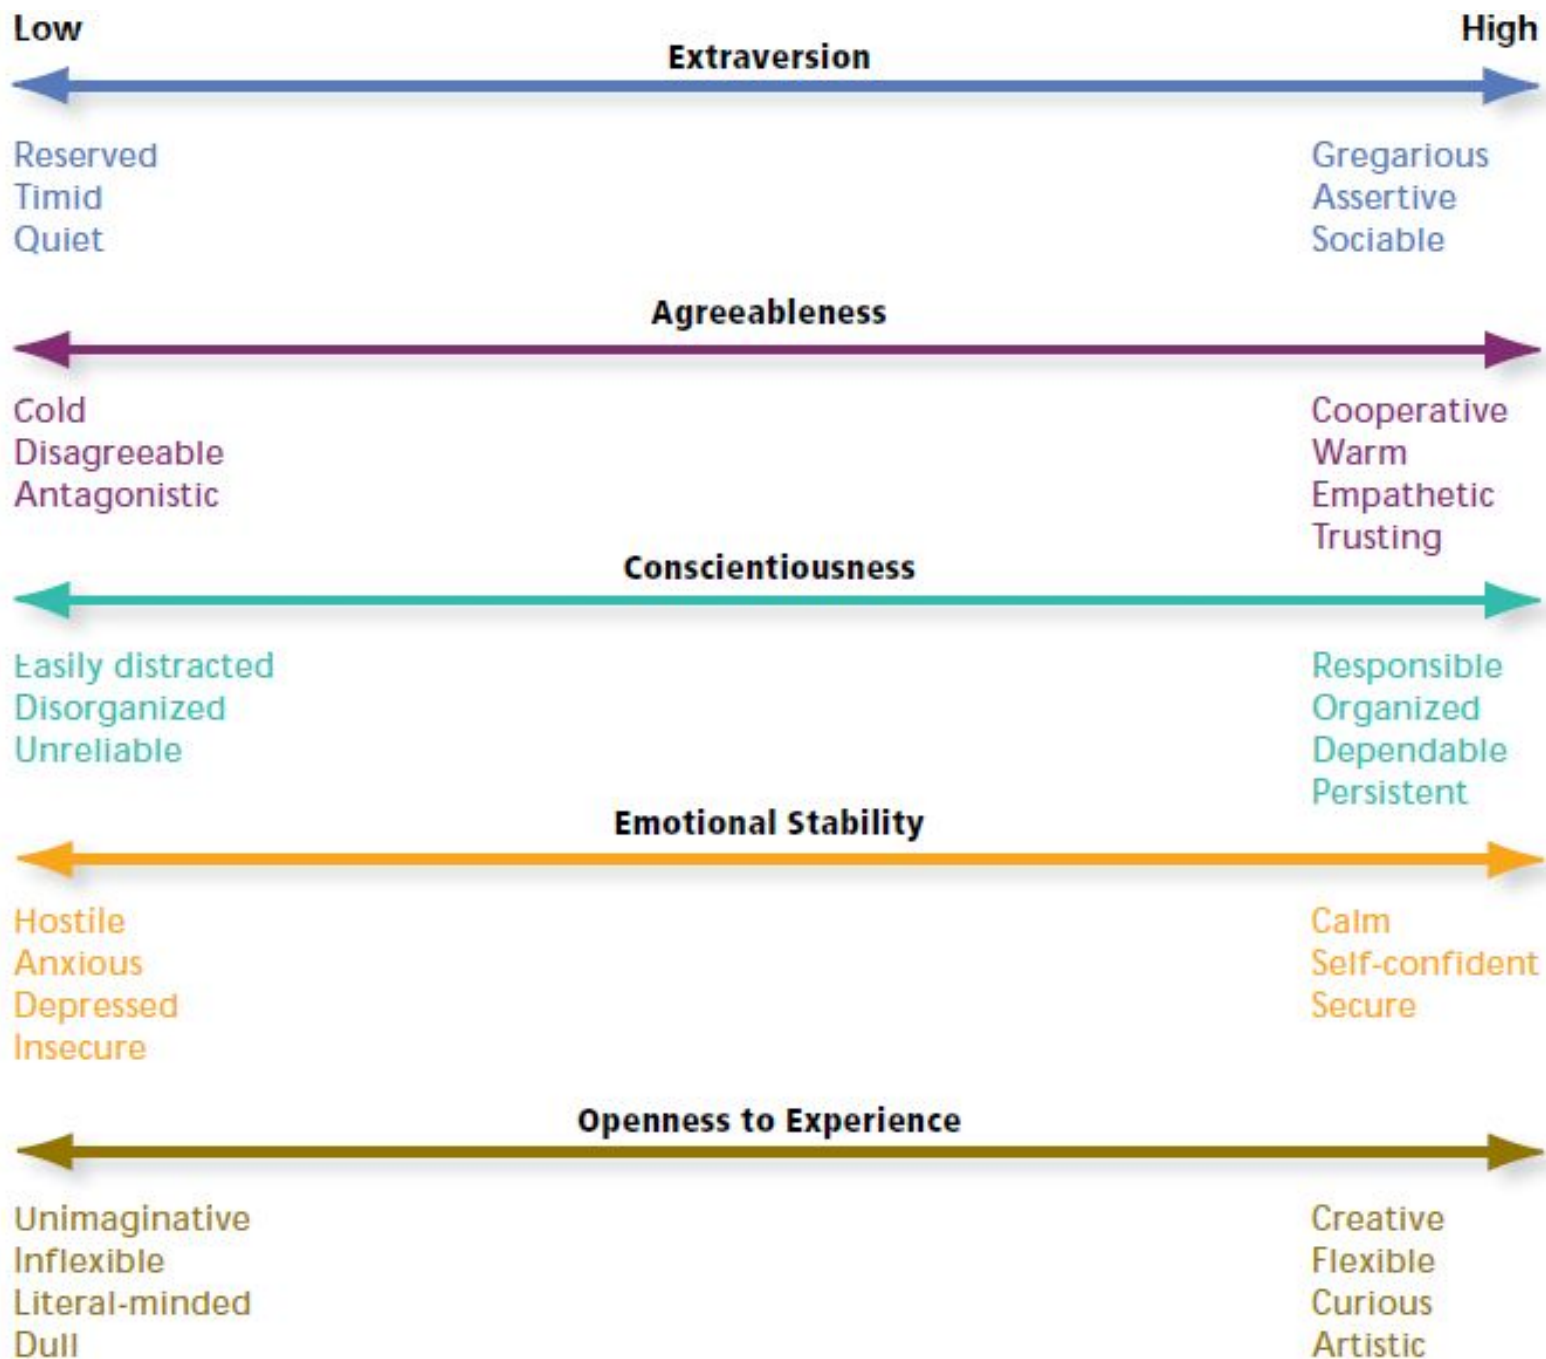 Low
High
Extraversion
Reserved
Timid
Quiet
Gregarious
Assertive
Sociable
Agreeableness
Cold
Disagreeable
Antagonistic
Cooperative
Warm
Empathetic
Trusting
Conscientiousness
Easily distracted
Disorganized
Unreliable
Responsible
Organized
Dependable
Persistent
Emotional Stability
Hostile
Anxious
Depressed
Insecure
Calm
Self-confident
Secure
Openness to Experience
Unimaginative
Inflexible
Literal-minded
Dull
Creative
Flexible
Curious
Artistic